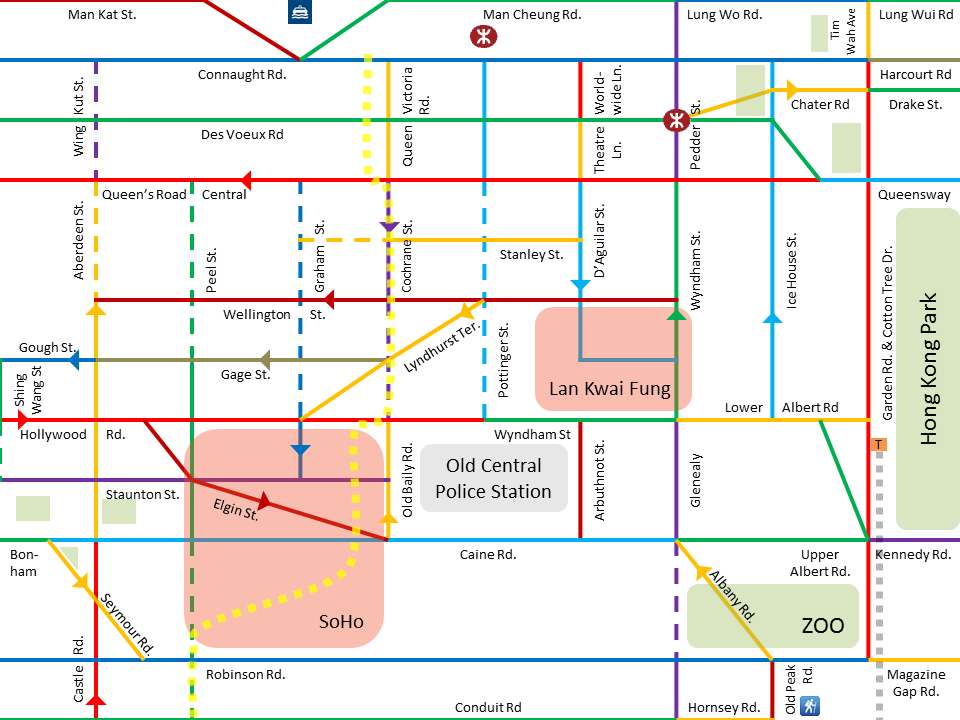 Man Kat St.
Man Cheung Rd.
Lung Wo Rd.
Tim
Wah Ave
Lung Wui Rd
Connaught Rd.
Harcourt Rd
Wing Kut St.
Queen Victoria
Rd.
World-
wide Ln.
Theatre
Ln.
Pedder St.
Chater Rd
Drake St.
Des Voeux Rd
Queen's Road Central
Queensway
Aberdeen St.
Peel St.
Graham St.
Cochrane St.
Stanley St.
D'Aguilar St.
Wyndham St.
Ice House St.
Garden Rd. & Cotton Tree Dr.
Hong Kong Park
Wellington St.
Lyndhurst Ter.
Pottinger St.
Gough St.
Gage St.
Shing
Wang St
Lan Kwai Fung
Lower Albert Rd
Hollywood Rd.
Wyndham St
T
Old Baily Rd.
Old Central
Police Station
Arbuthnot St.
Glenealy
Staunton St.
Elgin St.
Bon-
ham
Caine Rd.
Upper
Albert Rd.
Kennedy Rd.
Seymour Rd.
SoHo
Albany Rd.
ZOO
Castle Rd.
Robinson Rd.
Old Peak
Rd.
Magazine
Gap Rd.
Conduit Rd
Hornsey Rd.